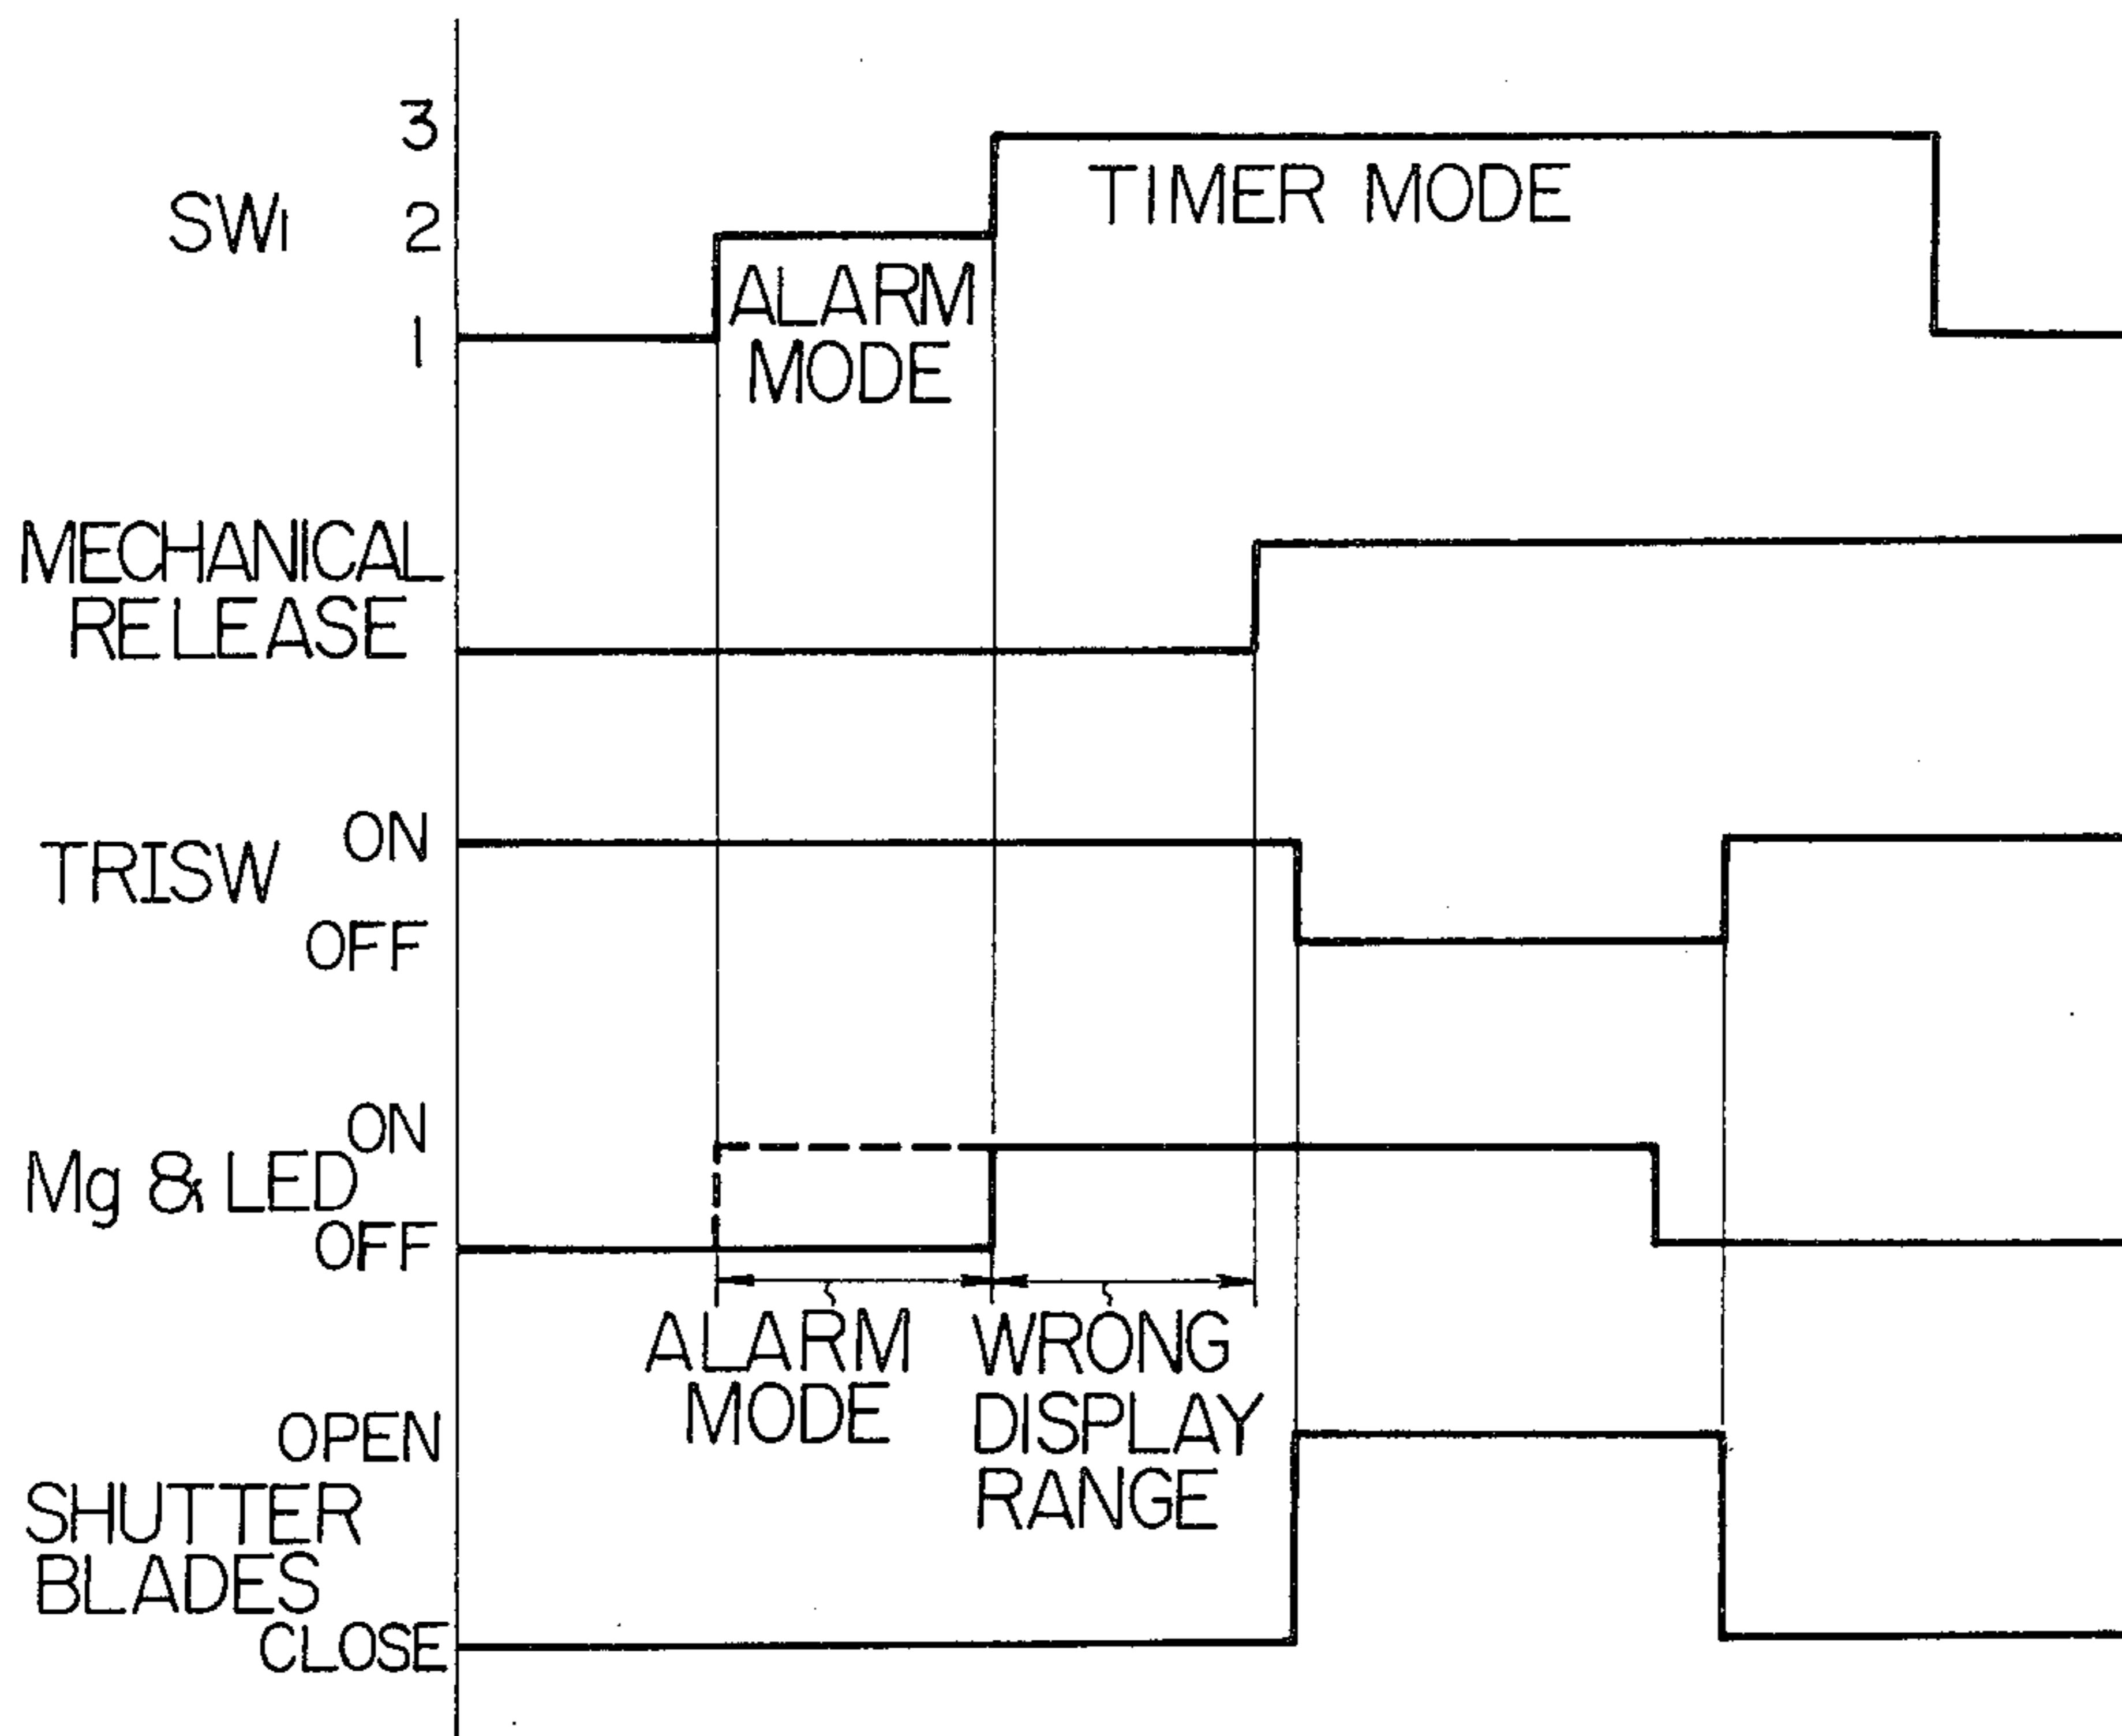 3
SW1 2
1
TIMER MODE
ALARM
MODE
MECHANICAL
RELEASE
ON
TRISW
OFF
ON
Mg & LED
OFF
ALARM
MODE
WRONG
DISPLAY
RANGE
OPEN
SHUTTER
BLADES
CLOSE